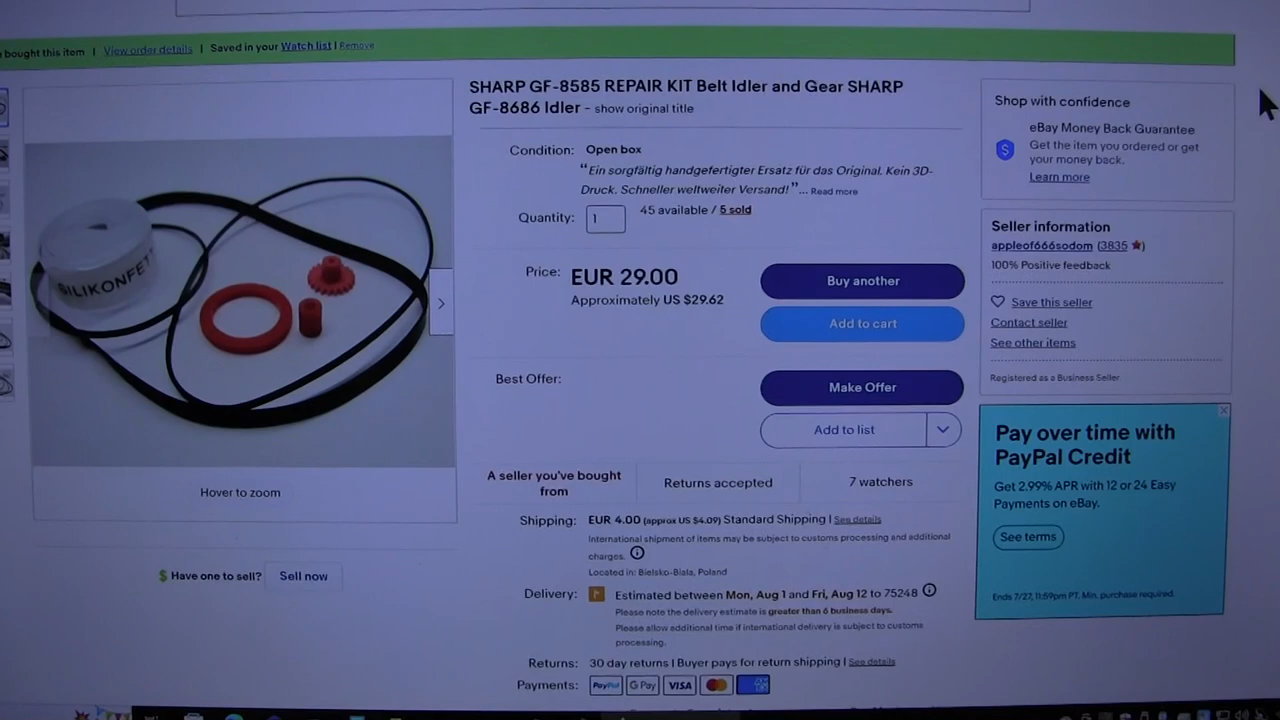 bought this item | View order details | Saved in your Watch list | Remove
SHARP GF-8585 REPAIR KIT Belt Idler and Gear SHARP
GF-8686 Idler - show original title
Condition: Open box
“Ein sorgfältig handgefertigter Ersatz für das Original. Kein 3D-
Druck. Schneller weltweiter Versand!”... Read more
Quantity: 1 45 available / 5 sold
Price: EUR 29.00
Approximately US $29.62
Buy another
Add to cart
Best Offer:
Make Offer
Add to list
SILIKONFETT
Hover to zoom
$ Have one to sell? Sell now
A seller you've bought
from
Returns accepted
7 watchers
Shipping: EUR 4.00 (approx US $4.09) Standard Shipping | See details
International shipment of items may be subject to customs processing and additional
charges.
Located in: Bielsko-Biala, Poland
Delivery: Estimated between Mon, Aug 1 and Fri, Aug 12 to 75248
Please note the delivery estimate is greater than 6 business days.
Please allow additional time if international delivery is subject to customs
processing.
Returns: 30 day returns | Buyer pays for return shipping | See details
Payments: PayPal G Pay VISA
Shop with confidence
eBay Money Back Guarantee
Get the item you ordered or get
your money back.
Learn more
Seller information
appleof666sodom (3835)
100% Positive feedback
Save this seller
Contact seller
See other items
Registered as a Business Seller
Pay over time with
PayPal Credit
Get 2.99% APR with 12 or 24 Easy
Payments on eBay.
See terms
Ends 7/27, 11:59pm PT. Min. purchase required.